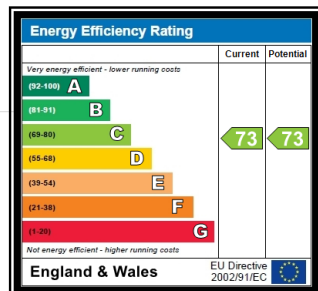 Energy Efficiency Rating
Current Potential
Very energy efficient - lower running costs
(92-100) A
(81-91) B
(69-80) C 73 73
(55-68) D
(39-54) E
(21-38) F
(1-20) G
Not energy efficient - higher running costs
England & Wales
EU Directive
2002/91/EC